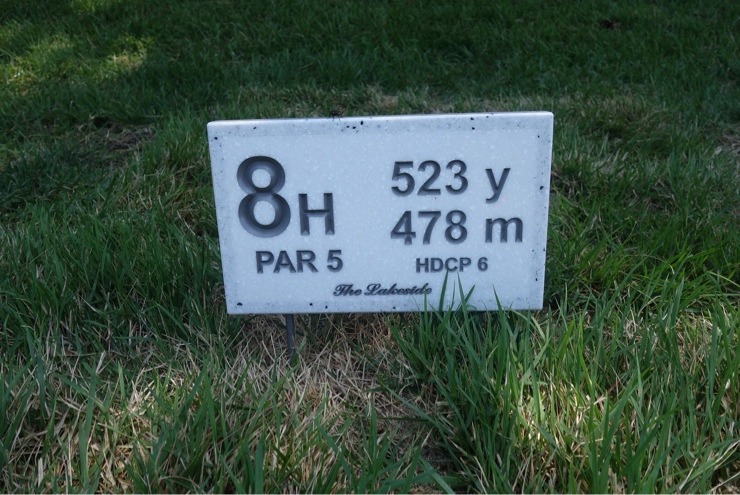 8H
PAR 5
523 y
478 m
HDCP 6
The Lakeside